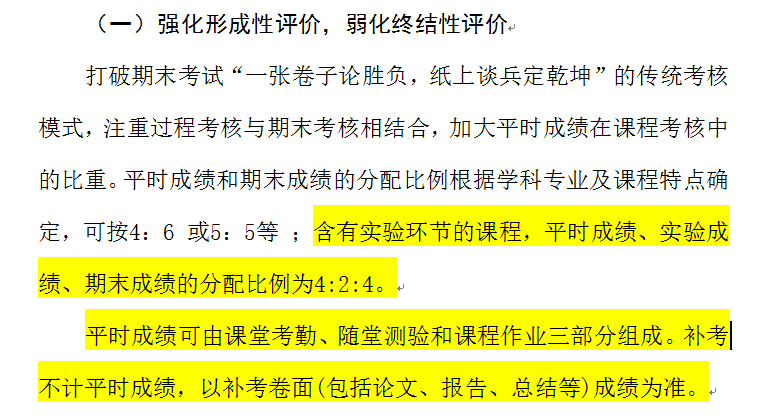 （一）强化形成性评价，弱化终结性评价
打破期末考试“一张卷子论胜负，纸上谈兵定乾坤”的传统考核
模式，注重过程考核与期末考核相结合，加大平时成绩在课程考核中
的比重。平时成绩和期末成绩的分配比例根据学科专业及课程特点确
定，可按4：6 或5：5等 ；含有实验环节的课程，平时成绩、实验成
绩、期末成绩的分配比例为4:2:4。
平时成绩可由课堂考勤、随堂测验和课程作业三部分组成。补考
不计平时成绩，以补考卷面(包括论文、报告、总结等)成绩为准。